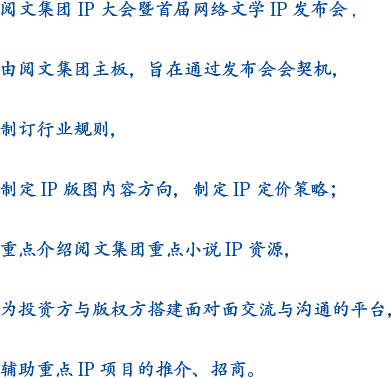 阅文集团 IP 大会暨首届网络文学 IP 发布会，
由阅文集团主板，旨在通过发布会会契机，
制订行业规则，
制定 IP 版图内容方向，制定 IP 定价策略；
重点介绍阅文集团重点小说 IP 资源，
为投资方与版权方搭建面对面交流与沟通的平台，
辅助重点 IP 项目的推介、招商。